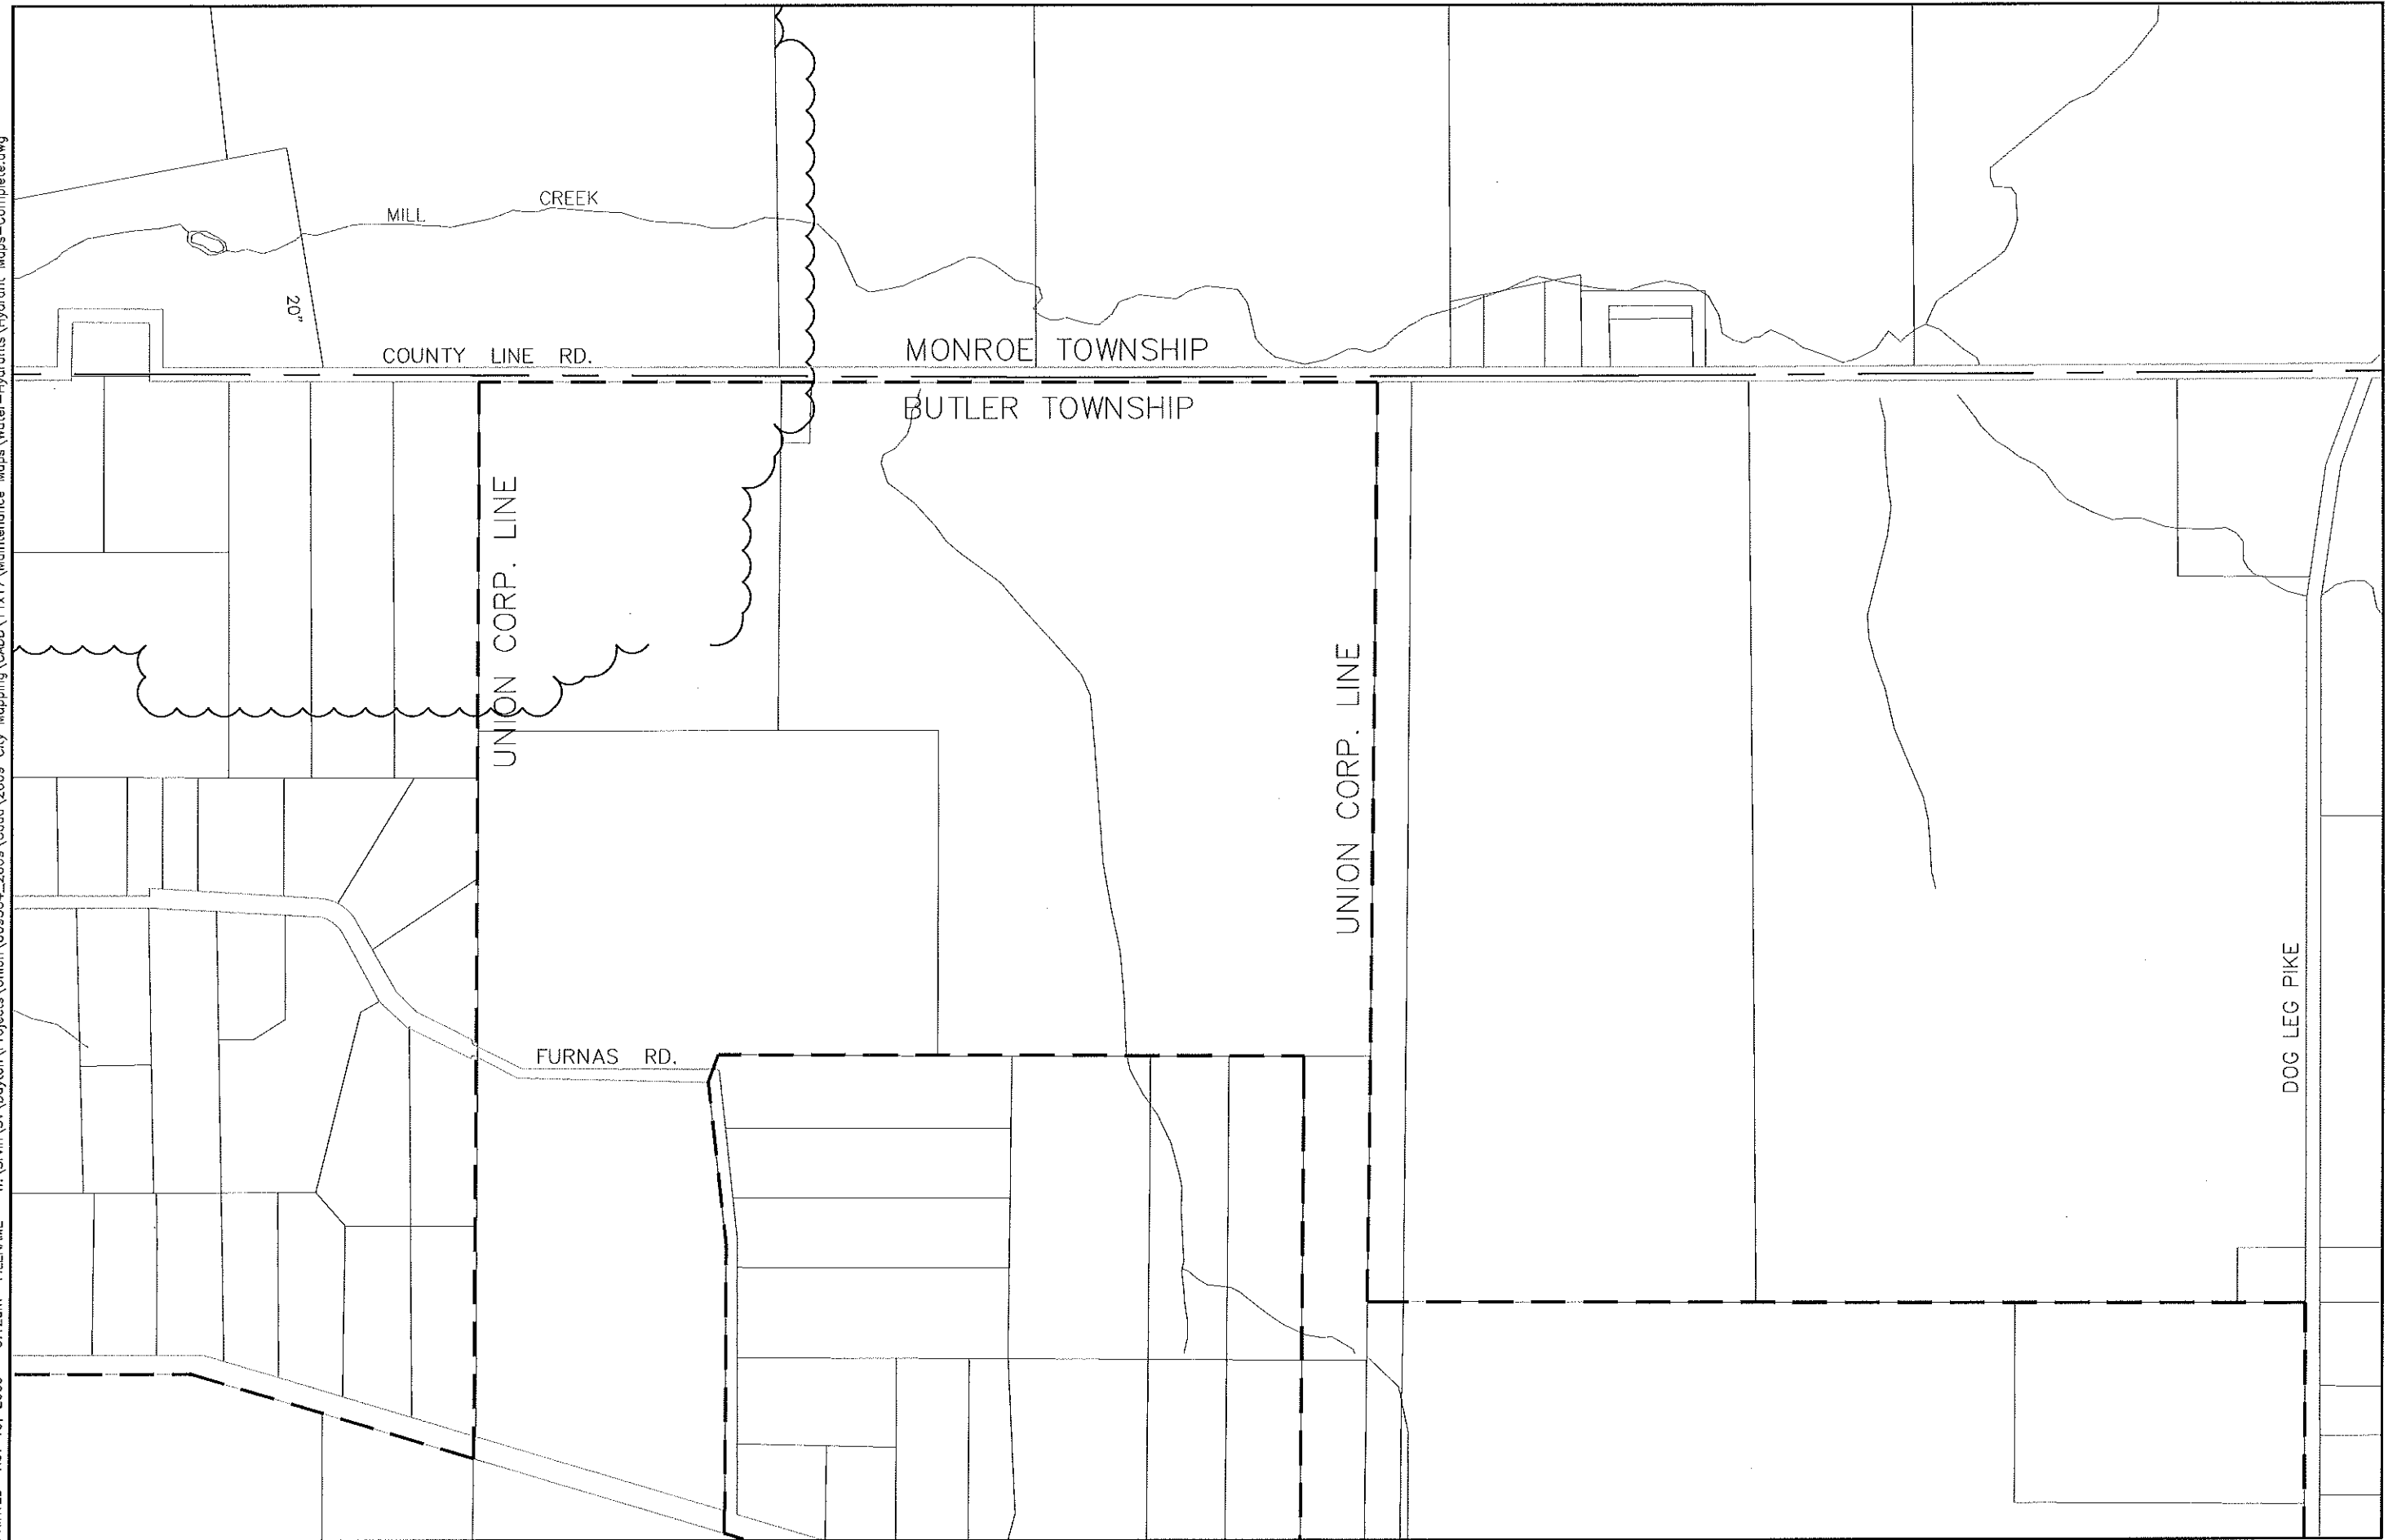 MILL CREEK
20"
COUNTY LINE RD.
MONROE TOWNSHIP
BUTLER TOWNSHIP
UNION CORP. LINE
UNION CORP. LINE
DOG LEG PIKE
FURNAS RD.